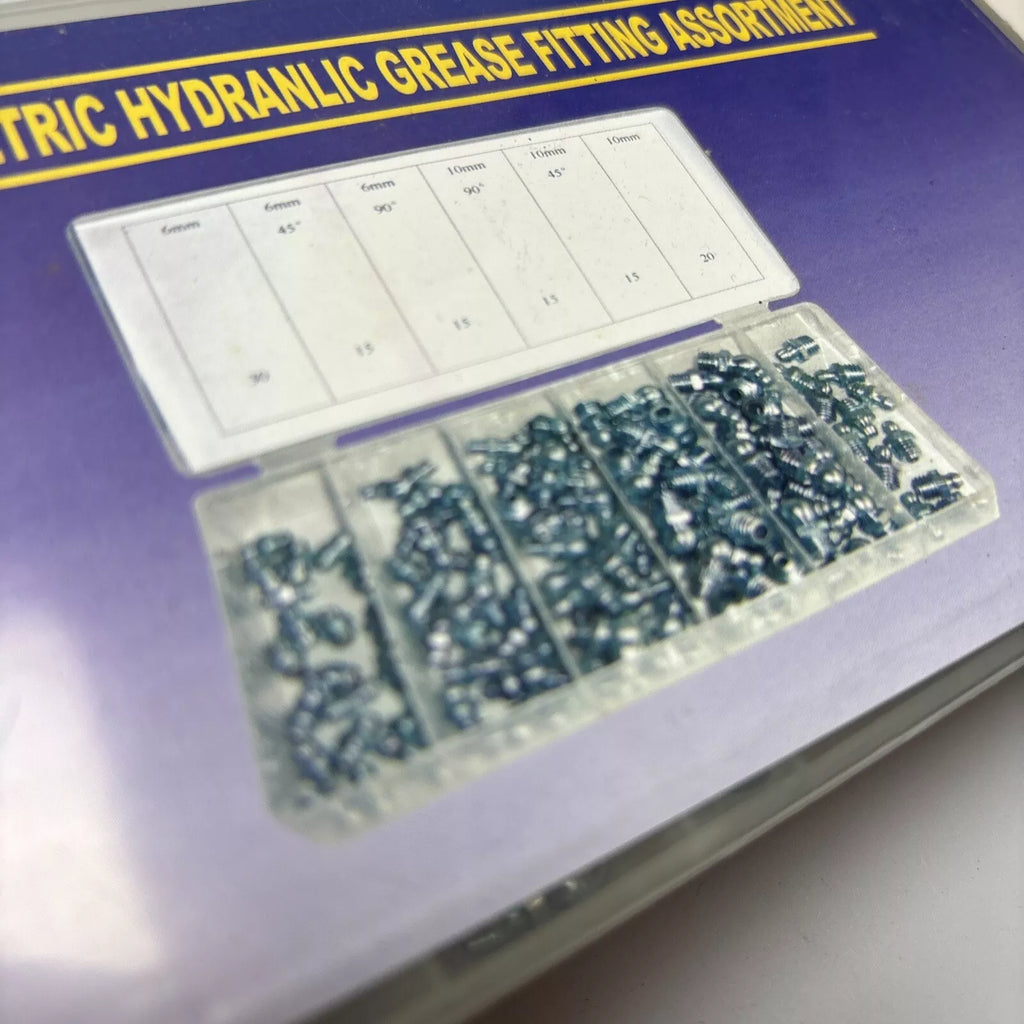 TRIC HYDRANLIC GREASE FITTING ASSORTMENT
6mm 6mm 6mm 10mm 10mm 10mm
45° 90° 90° 45°
30 15 15 15 15 20